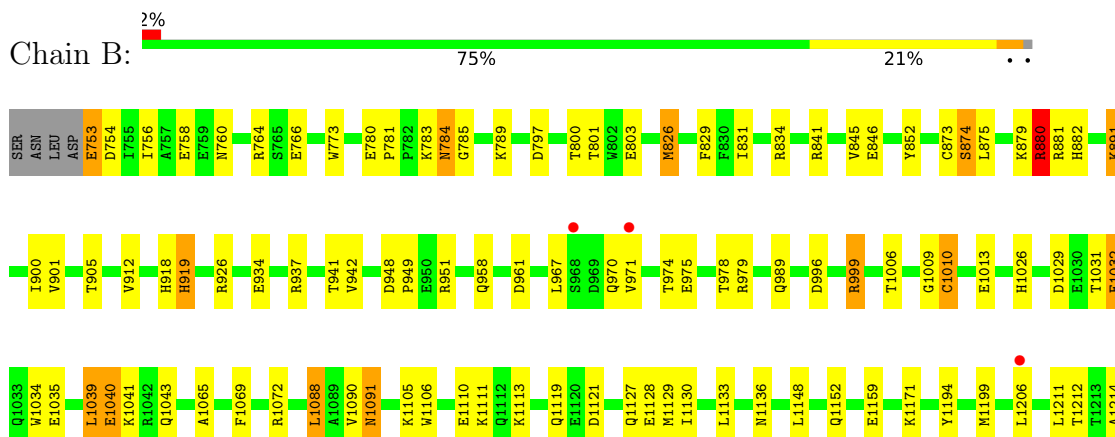 2%
Chain B:
75% 21% • •
SER ASN LEU ASP E753 D754 I755 I756 A757 E758 E759 N760 R764 S765 E766 W773 E780 P781 P782 K783 N784 G785 K789 D797 T800 T801 W802 E803 M826 F829 F830 I831 R834 R841 V845 E846 Y852 C873 S874 L875 K879 R880 R881 H882 K891
I900 V901 T905 V912 H918 H919 R926 E934 R937 T941 V942 D948 P949 E950 R951 Q958 D961 L967 S968 D969 Q970 V971 T974 E975 T978 R979 Q989 D996 R999 T1006 G1009 C1010 E1013 H1026 D1029 E1030 T1031 E1032
Q1033 W1034 E1035 L1039 E1040 K1041 R1042 Q1043 A1065 F1069 R1072 L1088 A1089 V1090 N1091 K1105 W1106 E1110 K1111 Q1112 K1113 Q1119 E1120 D1121 Q1127 E1128 M1129 I1130 L1133 N1136 L1148 Q1152 E1159 K1171 Y1194 M1199 L1206 L1211 T1212 T1213